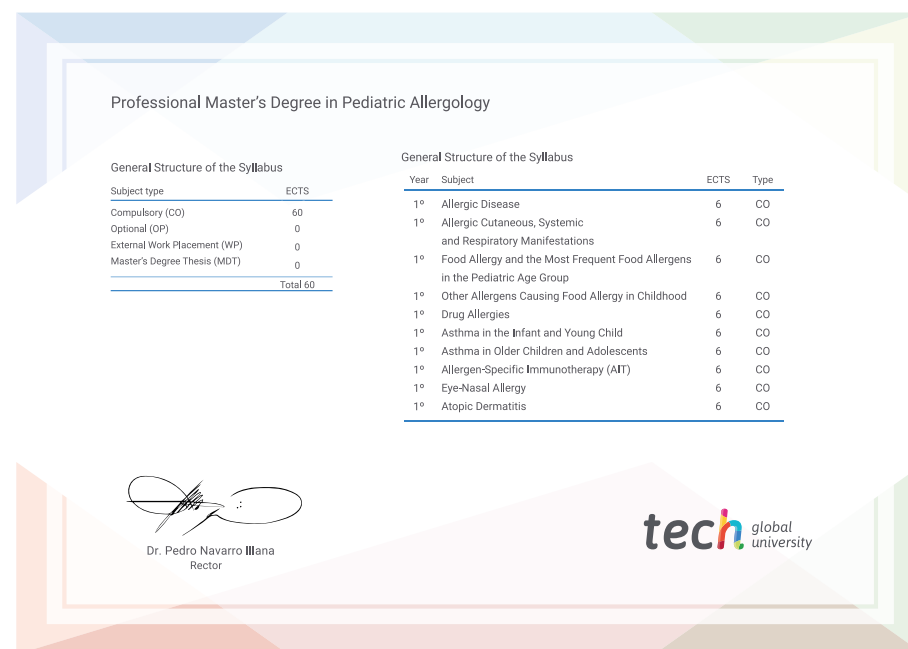 Professional Master's Degree in Pediatric Allergology
General Structure of the Syllabus
Subject type ECTS
Compulsory (CO) 60
Optional (OP) 0
External Work Placement (WP) 0
Master's Degree Thesis (MDT) 0
Total 60
General Structure of the Syllabus
Year Subject ECTS Type
1º Allergic Disease 6 CO
1º Allergic Cutaneous, Systemic 6 CO
and Respiratory Manifestations
1º Food Allergy and the Most Frequent Food Allergens 6 CO
in the Pediatric Age Group
1º Other Allergens Causing Food Allergy in Childhood 6 CO
1º Drug Allergies 6 CO
1º Asthma in the Infant and Young Child 6 CO
1º Asthma in Older Children and Adolescents 6 CO
1º Allergen-Specific Immunotherapy (AIT) 6 CO
1º Eye-Nasal Allergy 6 CO
1º Atopic Dermatitis 6 CO
Dr. Pedro Navarro Illana
Rector
tech global
university